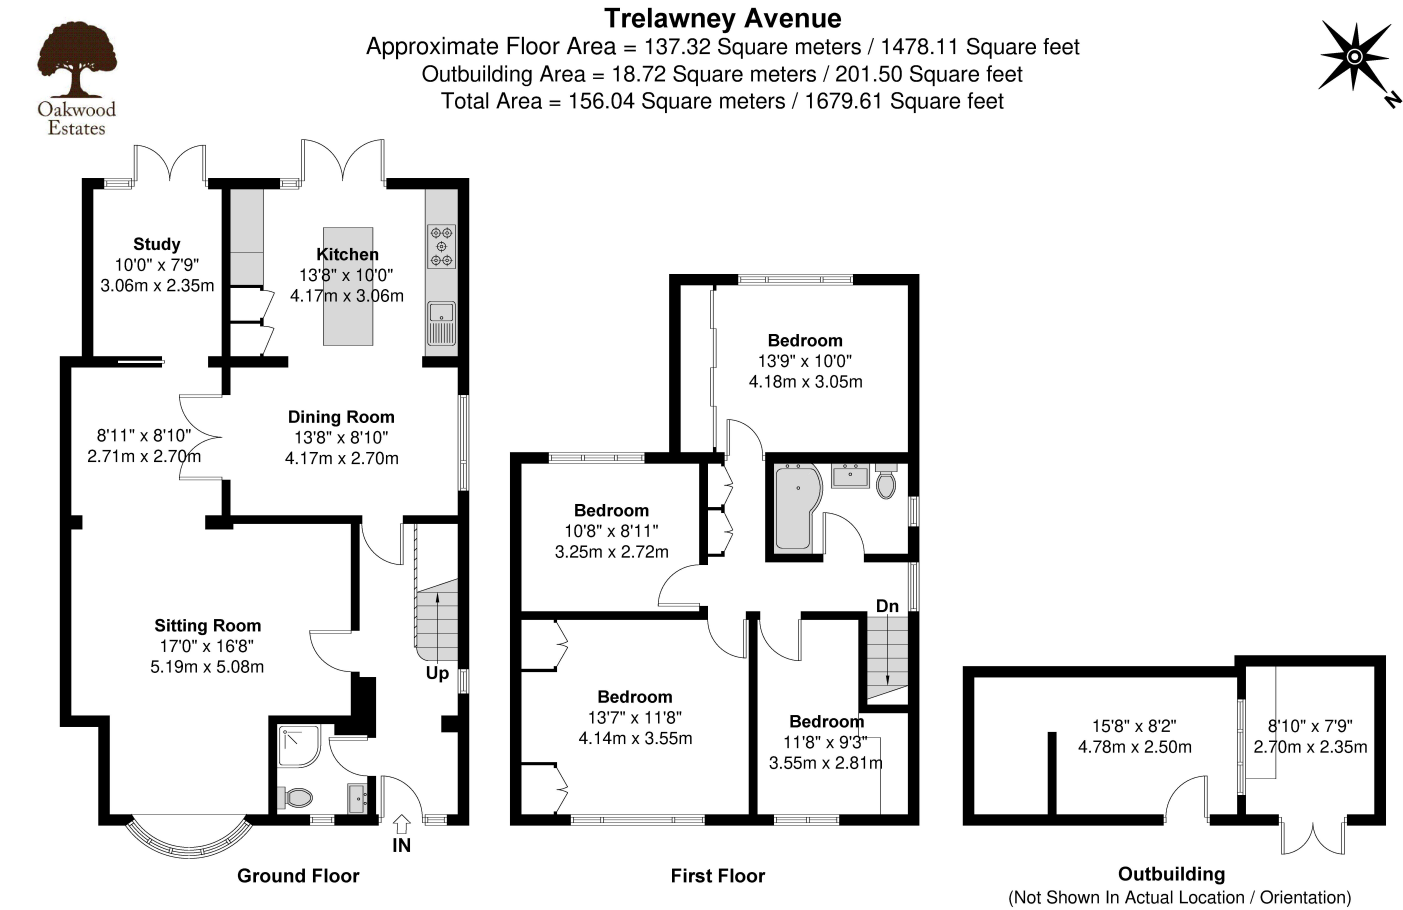 Trelawney Avenue
Approximate Floor Area = 137.32 Square meters / 1478.11 Square feet
Outbuilding Area = 18.72 Square meters / 201.50 Square feet
Total Area = 156.04 Square meters / 1679.61 Square feet
Oakwood
Estates
N
Study
10'0" x 7'9"
3.06m x 2.35m
Kitchen
13'8" x 10'0"
4.17m x 3.06m
8'11" x 8'10"
2.71m x 2.70m
Dining Room
13'8" x 8'10"
4.17m x 2.70m
Sitting Room
17'0" x 16'8"
5.19m x 5.08m
Up
IN
Ground Floor
Bedroom
13'9" x 10'0"
4.18m x 3.05m
Bedroom
10'8" x 8'11"
3.25m x 2.72m
Dn
Bedroom
13'7" x 11'8"
4.14m x 3.55m
Bedroom
11'8" x 9'3"
3.55m x 2.81m
First Floor
15'8" x 8'2"
4.78m x 2.50m
8'10" x 7'9"
2.70m x 2.35m
Outbuilding
(Not Shown In Actual Location / Orientation)